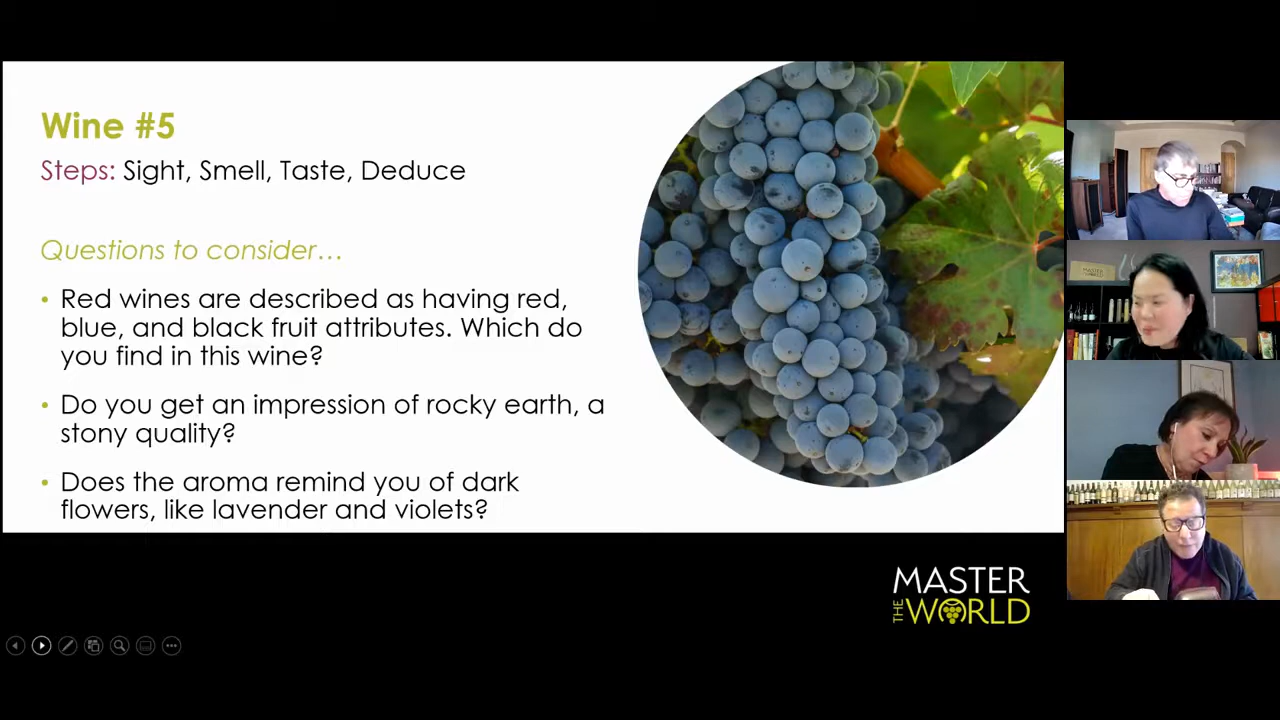 Wine #5
Steps: Sight, Smell, Taste, Deduce
Questions to consider…
• Red wines are described as having red,
blue, and black fruit attributes. Which do
you find in this wine?
• Do you get an impression of rocky earth, a
stony quality?
• Does the aroma remind you of dark
flowers, like lavender and violets?
MASTER
THE WORLD
MASTER